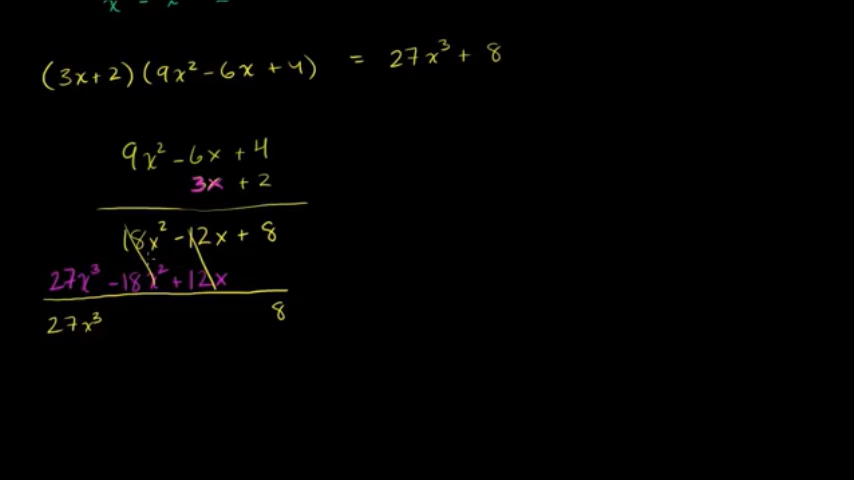 (3x+2)(9x² - 6x + 4) = 27x³ + 8
9x² - 6x + 4
3x + 2
18x² - 12x + 8
27x³ - 18x² + 12x
27x³ 8